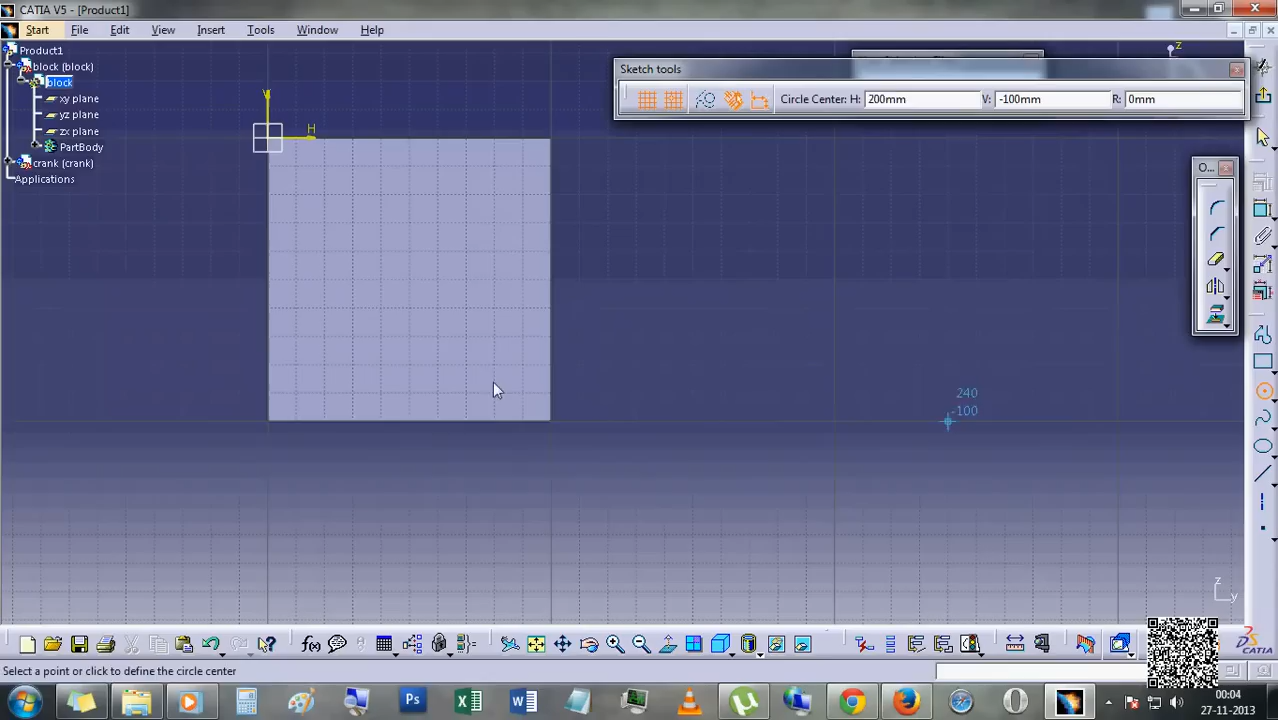 CATIA V5 - [Product1]
Start File Edit View Insert Tools Window Help
Product1
block (block)
block
xy plane
yz plane
zx plane
PartBody
crank (crank)
Applications
V
H
Sketch tools
Circle Center: H: 200mm V: -100mm R: 0mm
z
O...
240
-100
z
y
f(x)
Ps
CATIA
Select a point or click to define the circle center
00:04
27-11-2013